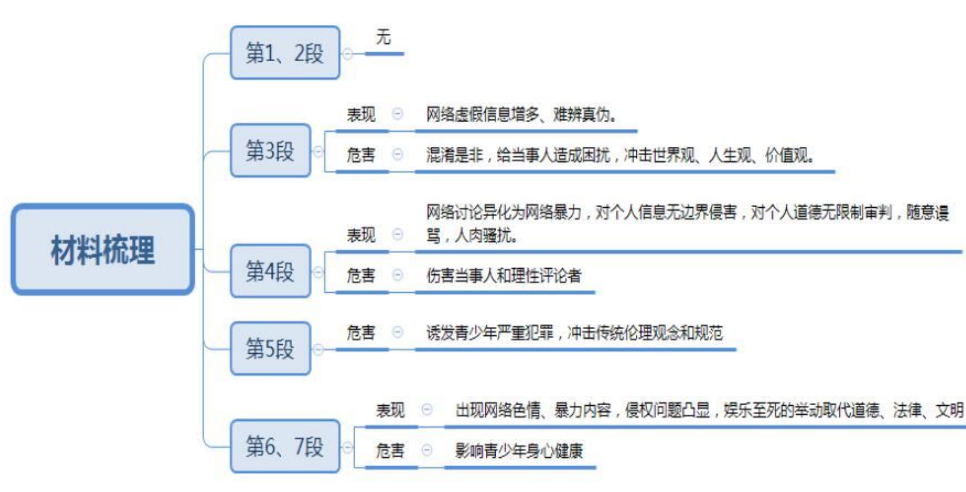 材料梳理
第1、2段
无
第3段
表现
网络虚假信息增多、难辨真伪。
危害
混淆是非，给当事人造成困扰，冲击世界观、人生观、价值观。
第4段
表现
网络讨论异化为网络暴力，对个人信息无边界侵害，对个人道德无限制审判，随意谩
骂，人肉骚扰。
危害
伤害当事人和理性评论者
第5段
危害
诱发青少年严重犯罪，冲击传统伦理观念和规范
第6、7段
表现
出现网络色情、暴力内容，侵权问题凸显，娱乐至死的举动取代道德、法律、文明
危害
影响青少年身心健康